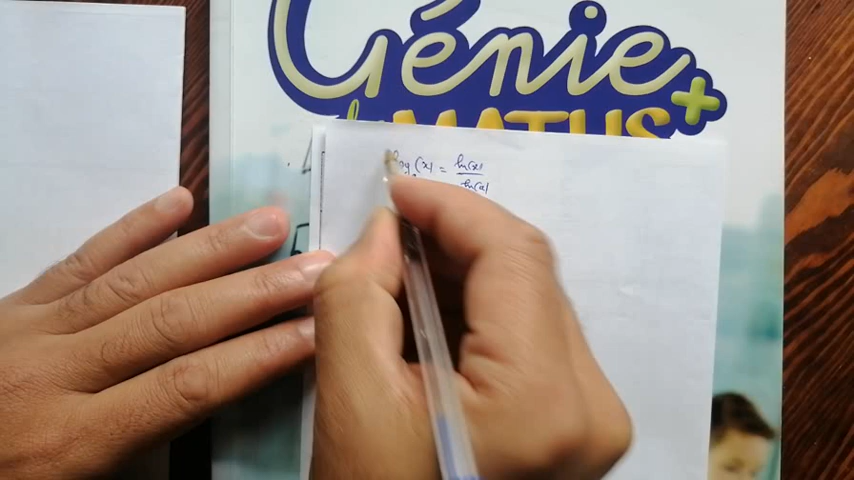 Génie+
MATHS
log (x) = ln(x)
ln(a)